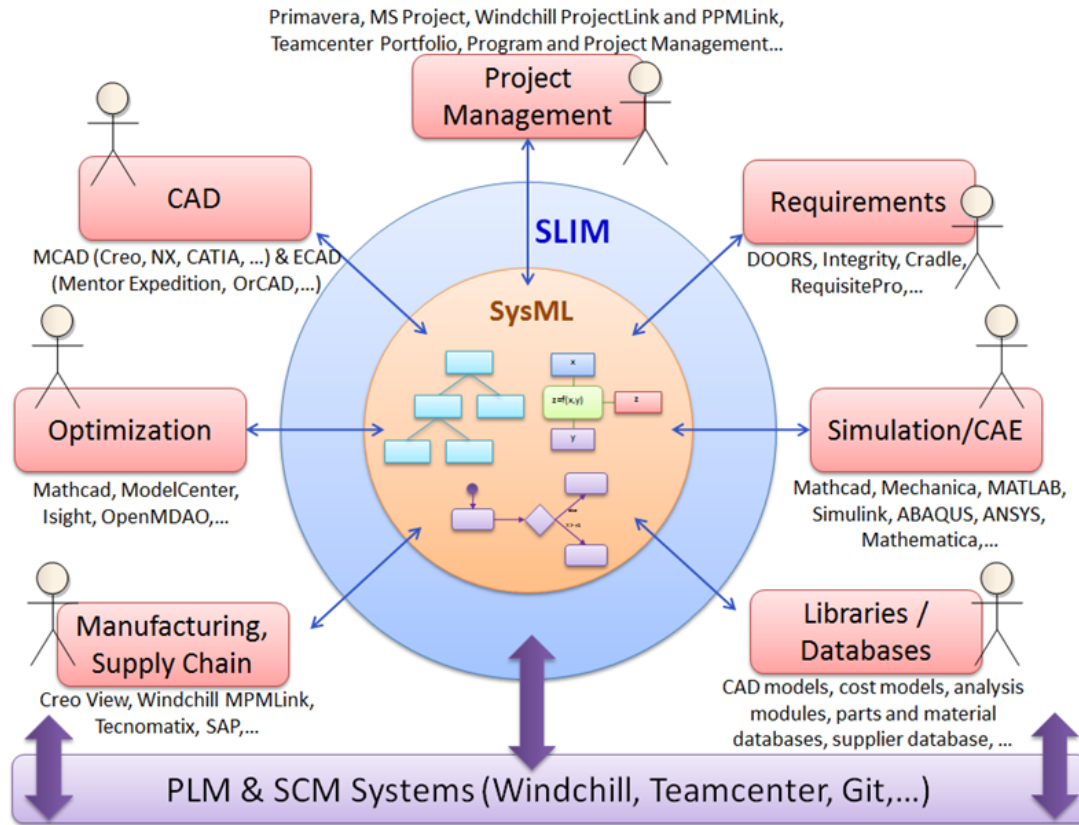 Primavera, MS Project, Windchill ProjectLink and PPMLink,
Teamcenter Portfolio, Program and Project Management...
Project
Management
CAD
MCAD (Creo, NX, CATIA, ...) & ECAD
(Mentor Expedition, OrCAD,...)
Requirements
DOORS, Integrity, Cradle,
RequisitePro,...
SLIM
SysML
x
z=f(x,y)
z
y
Optimization
Mathcad, ModelCenter,
Isight, OpenMDAO,...
Simulation/CAE
Mathcad, Mechanica, MATLAB,
Simulink, ABAQUS, ANSYS,
Mathematica,...
Manufacturing,
Supply Chain
Creo View, Windchill MPMLink,
Tecnomatix, SAP,...
Libraries /
Databases
CAD models, cost models, analysis
modules, parts and material
databases, supplier database, ...
PLM & SCM Systems (Windchill, Teamcenter, Git,...)